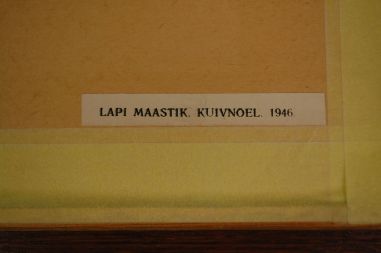 LAPI MAASTIK. KUIVNOEL. 1946